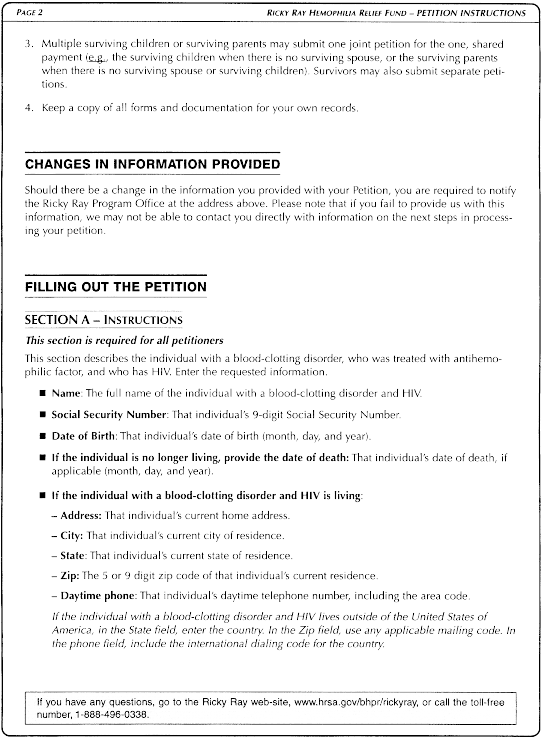 PAGE 2 RICKY RAY HEMOPHILIA RELIEF FUND – PETITION INSTRUCTIONS
3. Multiple surviving children or surviving parents may submit one joint petition for the one, shared
payment (e.g., the surviving children when there is no surviving spouse, or the surviving parents
when there is no surviving spouse or surviving children). Survivors may also submit separate peti-
tions.
4. Keep a copy of all forms and documentation for your own records.
CHANGES IN INFORMATION PROVIDED
Should there be a change in the information you provided with your Petition, you are required to notify
the Ricky Ray Program Office at the address above. Please note that if you fail to provide us with this
information, we may not be able to contact you directly with information on the next steps in process-
ing your petition.
FILLING OUT THE PETITION
SECTION A – INSTRUCTIONS
This section is required for all petitioners
This section describes the individual with a blood-clotting disorder, who was treated with antihemo-
philic factor, and who has HIV. Enter the requested information.
■ Name: The full name of the individual with a blood-clotting disorder and HIV.
■ Social Security Number: That individual's 9-digit Social Security Number.
■ Date of Birth: That individual's date of birth (month, day, and year).
■ If the individual is no longer living, provide the date of death: That individual's date of death, if
applicable (month, day, and year).
■ If the individual with a blood-clotting disorder and HIV is living:
– Address: That individual's current home address.
– City: That individual's current city of residence.
– State: That individual's current state of residence.
– Zip: The 5 or 9 digit zip code of that individual's current residence.
– Daytime phone: That individual's daytime telephone number, including the area code.
If the individual with a blood-clotting disorder and HIV lives outside of the United States of
America, in the State field, enter the country. In the Zip field, use any applicable mailing code. In
the phone field, include the international dialing code for the country.
If you have any questions, go to the Ricky Ray web-site, www.hrsa.gov/bhpr/rickyray, or call the toll-free
number, 1-888-496-0338.